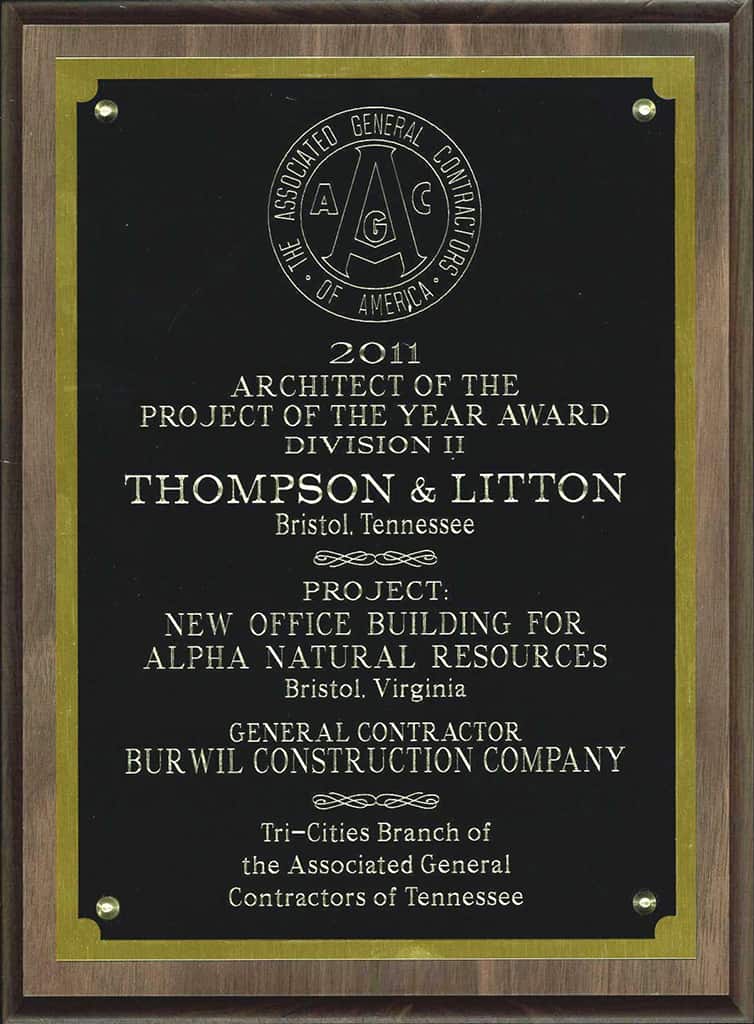 THE ASSOCIATED GENERAL CONTRACTORS
OF AMERICA
A G C
2011
ARCHITECT OF THE
PROJECT OF THE YEAR AWARD
DIVISION II
THOMPSON & LITTON
Bristol, Tennessee
PROJECT:
NEW OFFICE BUILDING FOR
ALPHA NATURAL RESOURCES
Bristol, Virginia
GENERAL CONTRACTOR
BURWIL CONSTRUCTION COMPANY
Tri-Cities Branch of
the Associated General
Contractors of Tennessee